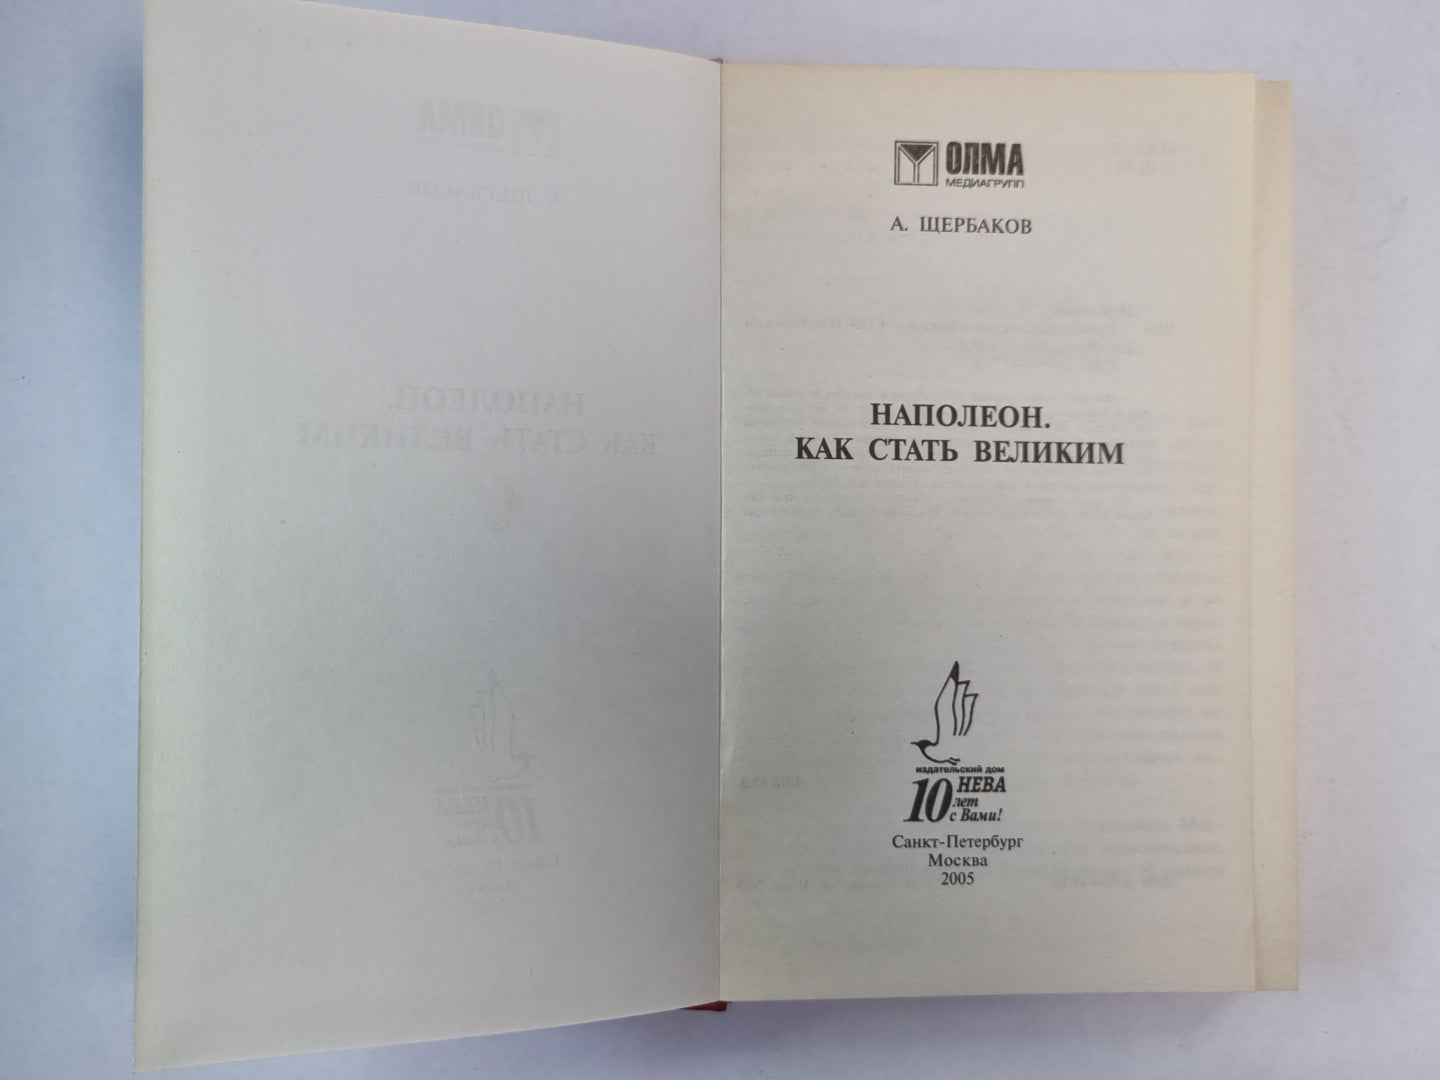 ОЛМА
МЕДИАГРУПП
А. ЩЕРБАКОВ
НАПОЛЕОН.
КАК СТАТЬ ВЕЛИКИМ
издательский дом
НЕВА
10 лет
с Вами!
Санкт-Петербург
Москва
2005